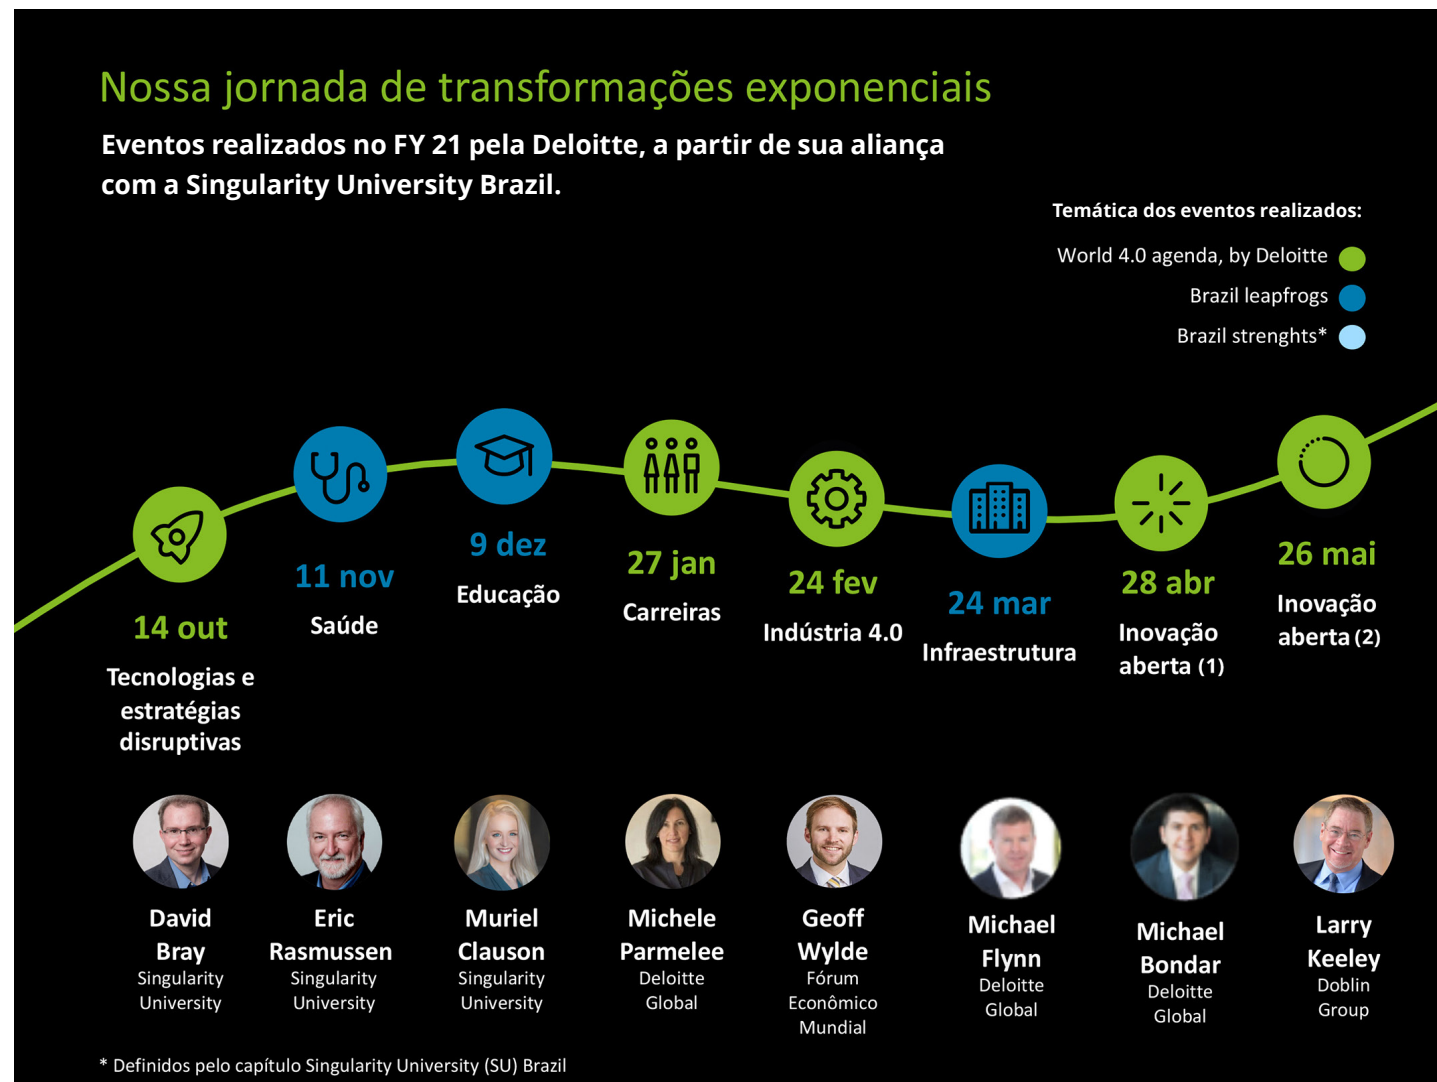 Nossa jornada de transformações exponenciais
Eventos realizados no FY 21 pela Deloitte, a partir de sua aliança
com a Singularity University Brazil.
Temática dos eventos realizados:
World 4.0 agenda, by Deloitte
Brazil leapfrogs
Brazil strenghts*
14 out
Tecnologias e
estratégias
disruptivas
11 nov
Saúde
9 dez
Educação
27 jan
Carreiras
24 fev
Indústria 4.0
24 mar
Infraestrutura
28 abr
Inovação
aberta (1)
26 mai
Inovação
aberta (2)
David
Bray
Singularity
University
Eric
Rasmussen
Singularity
University
Muriel
Clauson
Singularity
University
Michele
Parmelee
Deloitte
Global
Geoff
Wylde
Fórum
Econômico
Mundial
Michael
Flynn
Deloitte
Global
Michael
Bondar
Deloitte
Global
Larry
Keeley
Doblin
Group
* Definidos pelo capítulo Singularity University (SU) Brazil